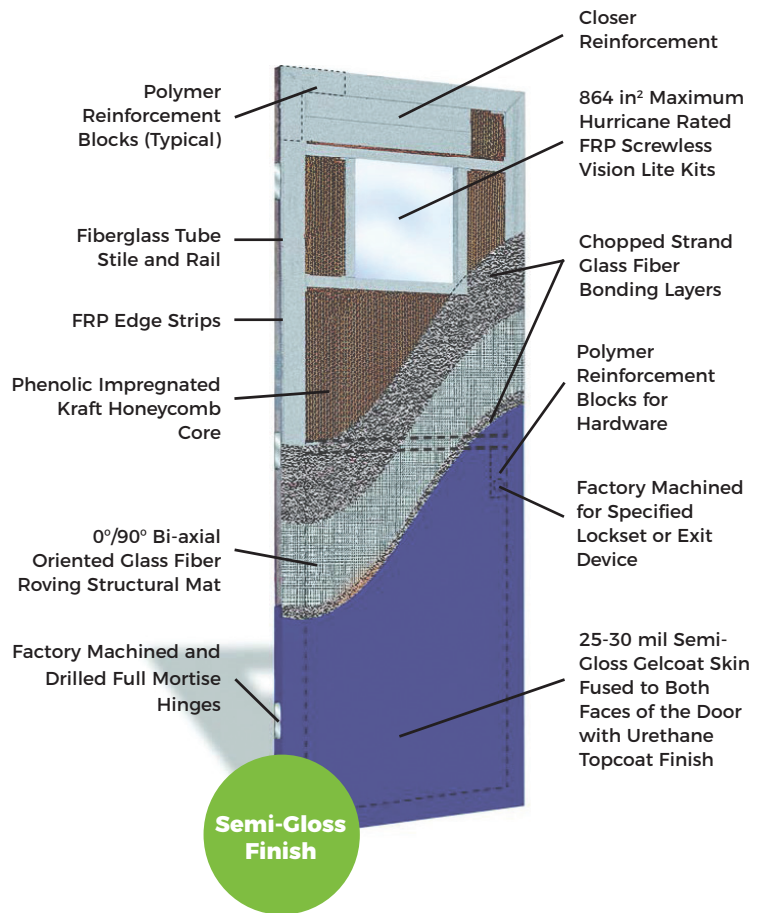 Closer
Reinforcement
Polymer
Reinforcement
Blocks (Typical)
864 in² Maximum
Hurricane Rated
FRP Screwless
Vision Lite Kits
Fiberglass Tube
Stile and Rail
Chopped Strand
Glass Fiber
Bonding Layers
FRP Edge Strips
Polymer
Reinforcement
Blocks for
Hardware
Phenolic Impregnated
Kraft Honeycomb
Core
Factory Machined
for Specified
Lockset or Exit
Device
0°/90° Bi-axial
Oriented Glass Fiber
Roving Structural Mat
Factory Machined and
Drilled Full Mortise
Hinges
25-30 mil Semi-
Gloss Gelcoat Skin
Fused to Both
Faces of the Door
with Urethane
Topcoat Finish
Semi-Gloss
Finish